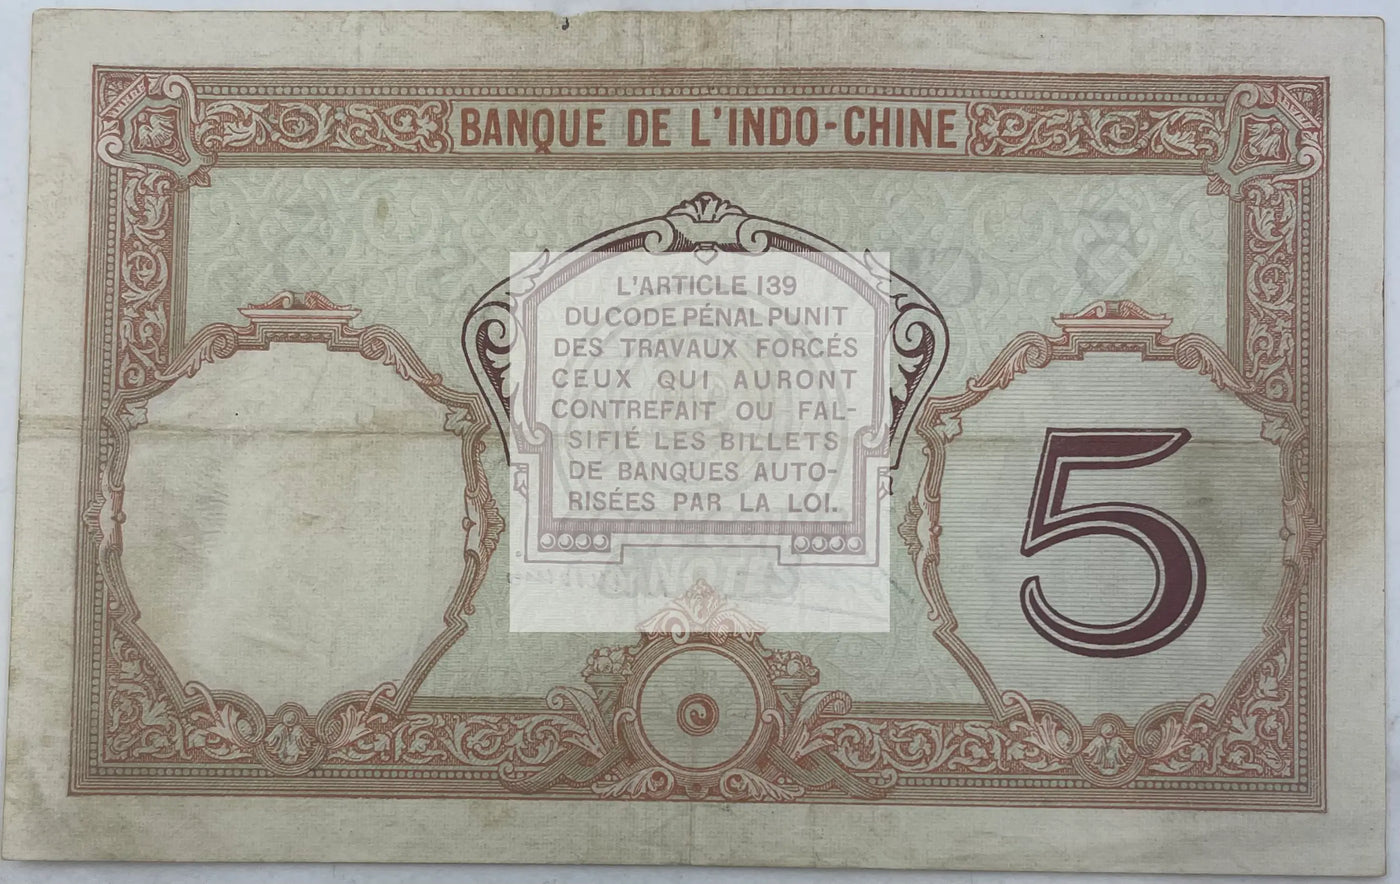 BANQUE DE L'INDO-CHINE
L'ARTICLE 139
DU CODE PÉNAL PUNIT
DES TRAVAUX FORCÉS
CEUX QUI AURONT
CONTREFAIT OU FAL-
SIFIÉ LES BILLETS
DE BANQUES AUTO-
RISÉES PAR LA LOI.
5
NOTES